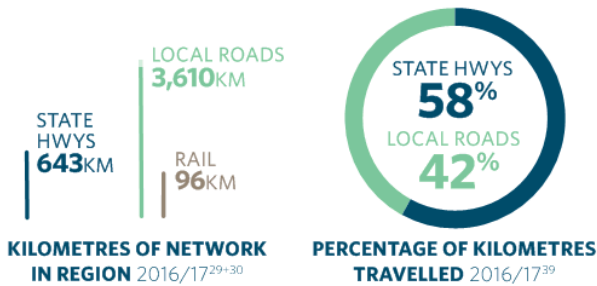 LOCAL ROADS
3,610KM
STATE
HWYS
643KM
RAIL
96KM
KILOMETRES OF NETWORK
IN REGION 2016/17²⁹⁺³⁰
STATE HWYS
58%
LOCAL ROADS
42%
PERCENTAGE OF KILOMETRES
TRAVELLED 2016/17³⁹